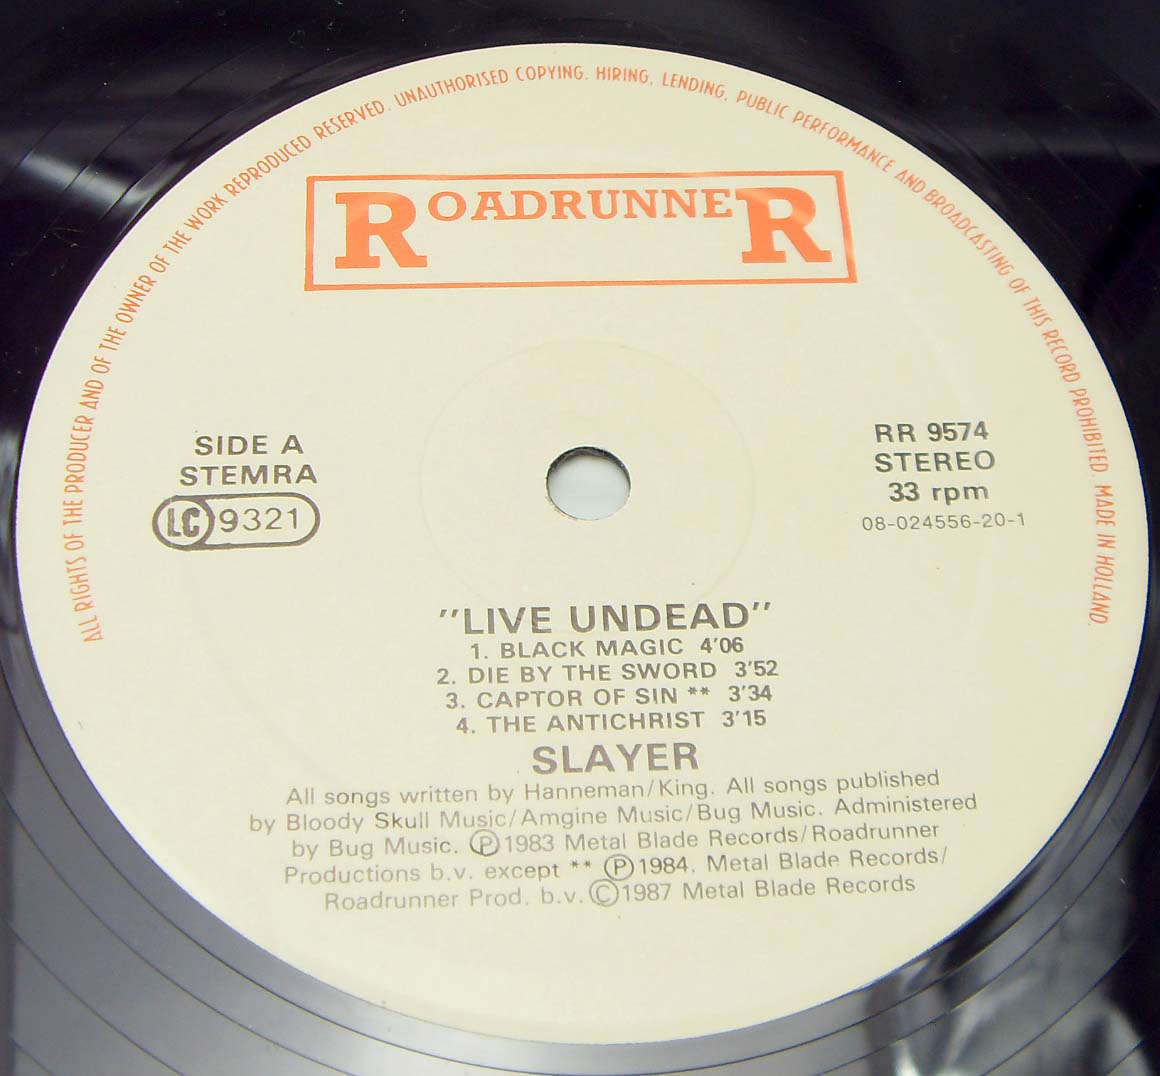 ALL RIGHTS OF THE PRODUCER AND OF THE OWNER OF THE WORK REPRODUCED RESERVED. UNAUTHORISED COPYING. HIRING, LENDING, PUBLIC PERFORMANCE AND BROADCASTING OF THIS RECORD PROHIBITED. MADE IN HOLLAND.
ROADRUNNER
SIDE A
STEMRA
LC 9321
RR 9574
STEREO
33 rpm
08-024556-20-1
"LIVE UNDEAD"
1. BLACK MAGIC 4'06
2. DIE BY THE SWORD 3'52
3. CAPTOR OF SIN ** 3'34
4. THE ANTICHRIST 3'15
SLAYER
All songs written by Hanneman/King. All songs published
by Bloody Skull Music/Amgine Music/Bug Music. Administered
by Bug Music. Ⓟ1983 Metal Blade Records/Roadrunner
Productions b.v. except ** Ⓟ1984. Metal Blade Records/
Roadrunner Prod. b.v. ©1987 Metal Blade Records